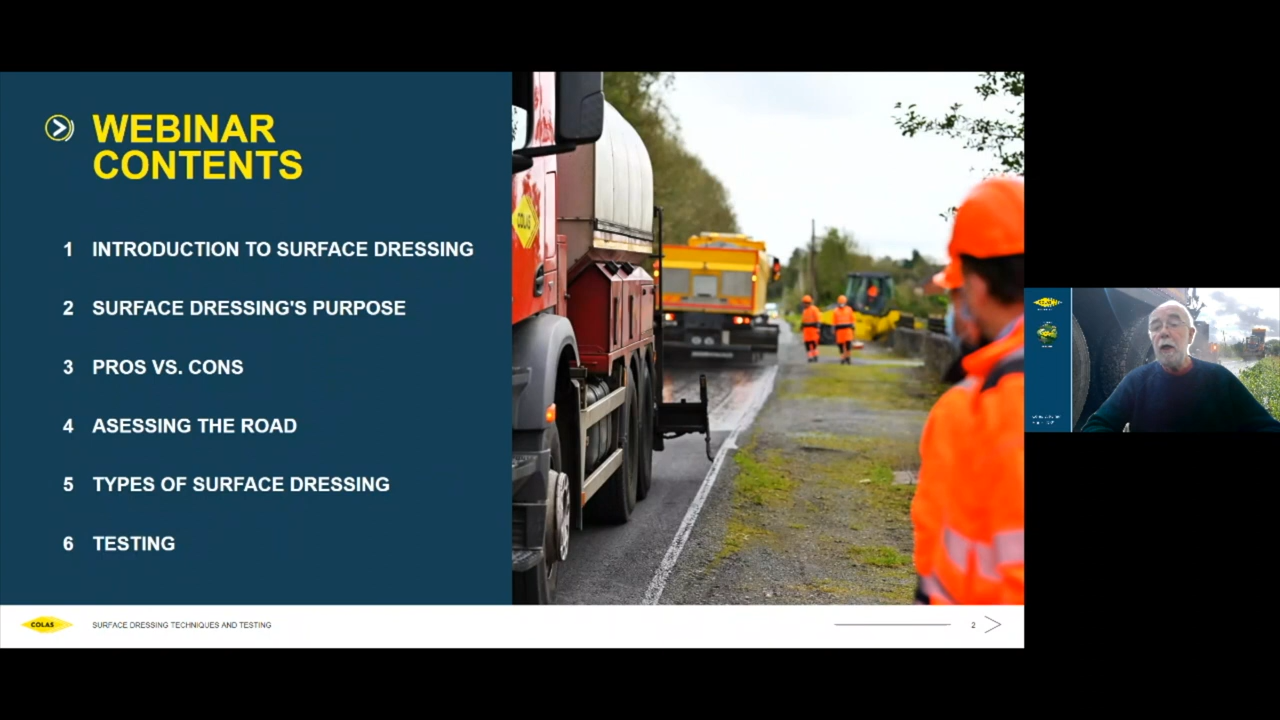 WEBINAR
CONTENTS
1 INTRODUCTION TO SURFACE DRESSING
2 SURFACE DRESSING'S PURPOSE
3 PROS VS. CONS
4 ASESSING THE ROAD
5 TYPES OF SURFACE DRESSING
6 TESTING
COLAS
COLAS SURFACE DRESSING TECHNIQUES AND TESTING 2